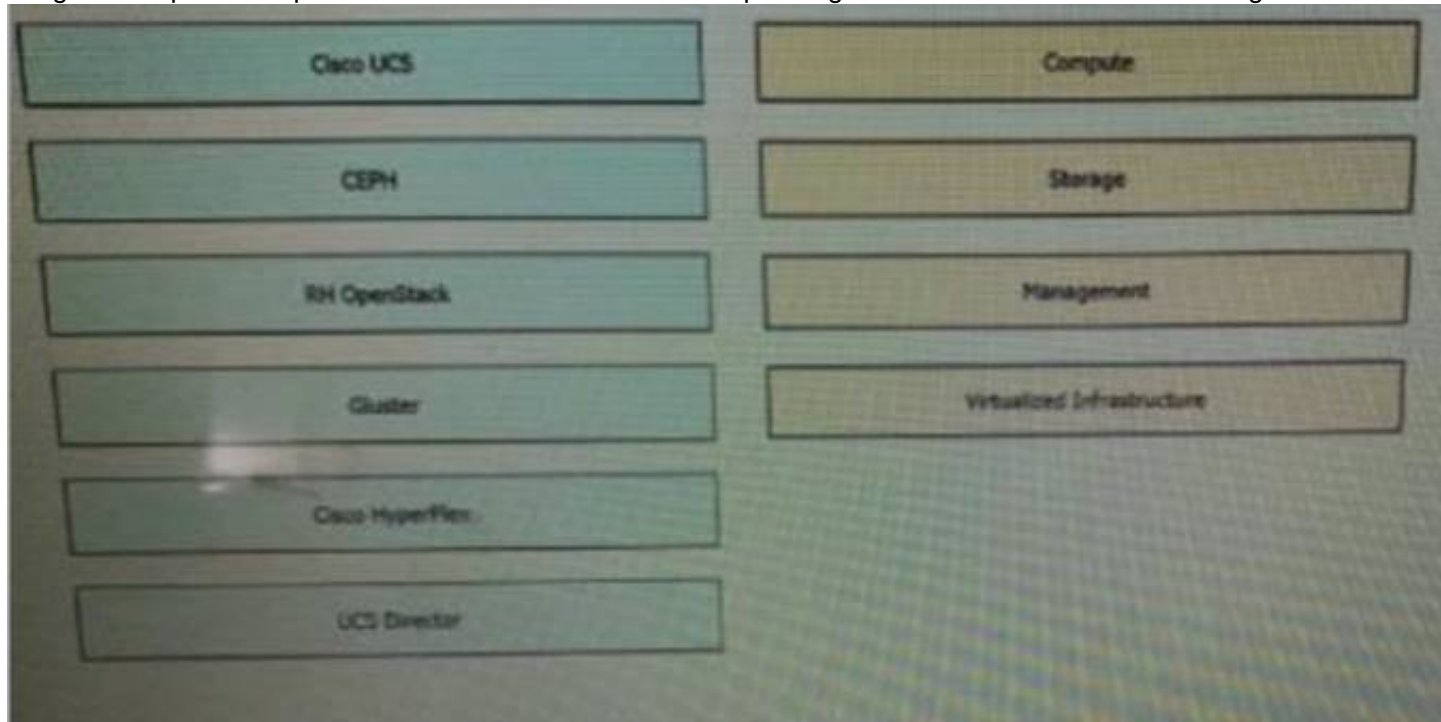 Cisco UCS
Compute
CEPH
Storage
RH OpenStack
Management
Gluster
Virtualized Infrastructure
Cisco HyperFlex
UCS Director